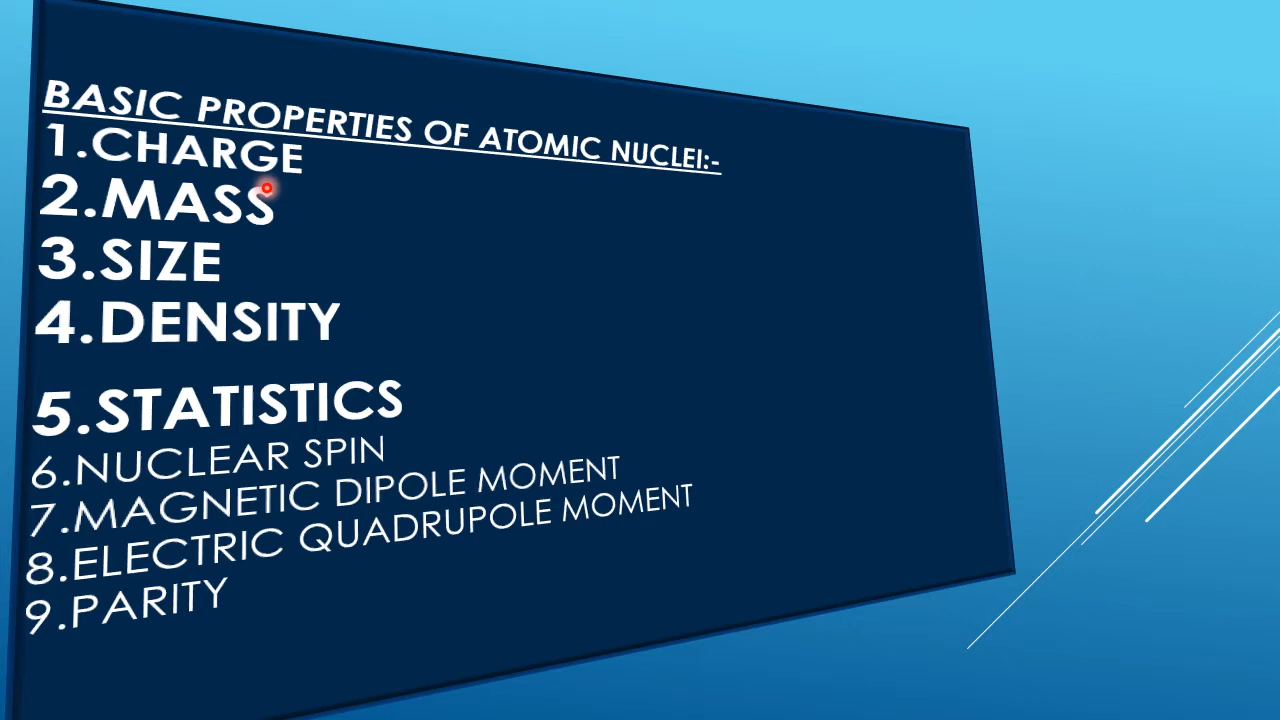 BASIC PROPERTIES OF ATOMIC NUCLEI:-
1.CHARGE
2.MASS
3.SIZE
4.DENSITY
5.STATISTICS
6.NUCLEAR SPIN
7.MAGNETIC DIPOLE MOMENT
8.ELECTRIC QUADRUPOLE MOMENT
9.PARITY